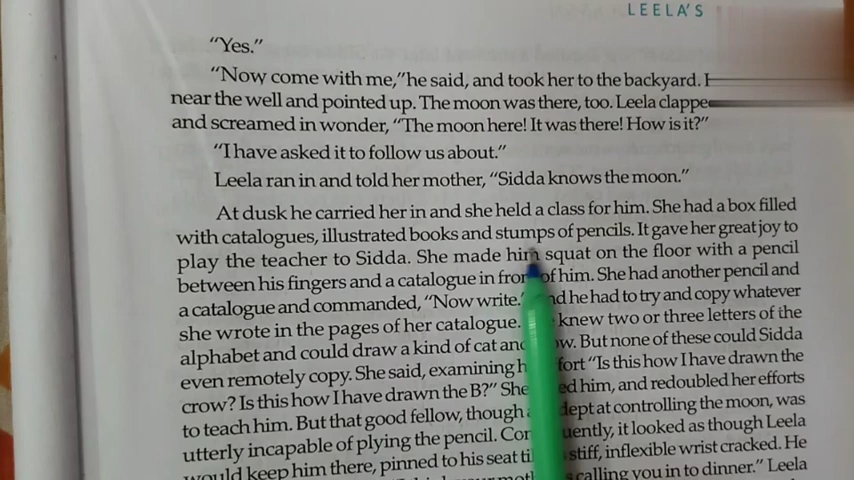 LEELA'S
"Yes."
"Now come with me,"he said, and took her to the backyard.
near the well and pointed up. The moon was there, too. Leela
and screamed in wonder, "The moon here! It was there! How is it?"
"I have asked it to follow us about."
Leela ran in and told her mother, "Sidda knows the moon."
At dusk he carried her in and she held a class for him. She had a box filled
with catalogues, illustrated books and stumps of pencils. It gave her great joy to
play the teacher to Sidda. She made him squat on the floor with a pencil
between his fingers and a catalogue in of him. She had another pencil and
a catalogue and commanded, "Now write." he had to try and copy whatever
she wrote in the pages of her catalogue. knew two or three letters of the
alphabet and could draw a kind of cat and But none of these could Sidda
even remotely copy. She said, examining "Is this how I have drawn the
crow? Is this how I have drawn the B?" She him, and redoubled her efforts
to teach him. But that good fellow, though at controlling the moon, was
utterly incapable of plying the pencil. it looked as though Leela
would keep him there, pinned to his seat stiff, inflexible wrist cracked. He
calling you in to dinner." Leela